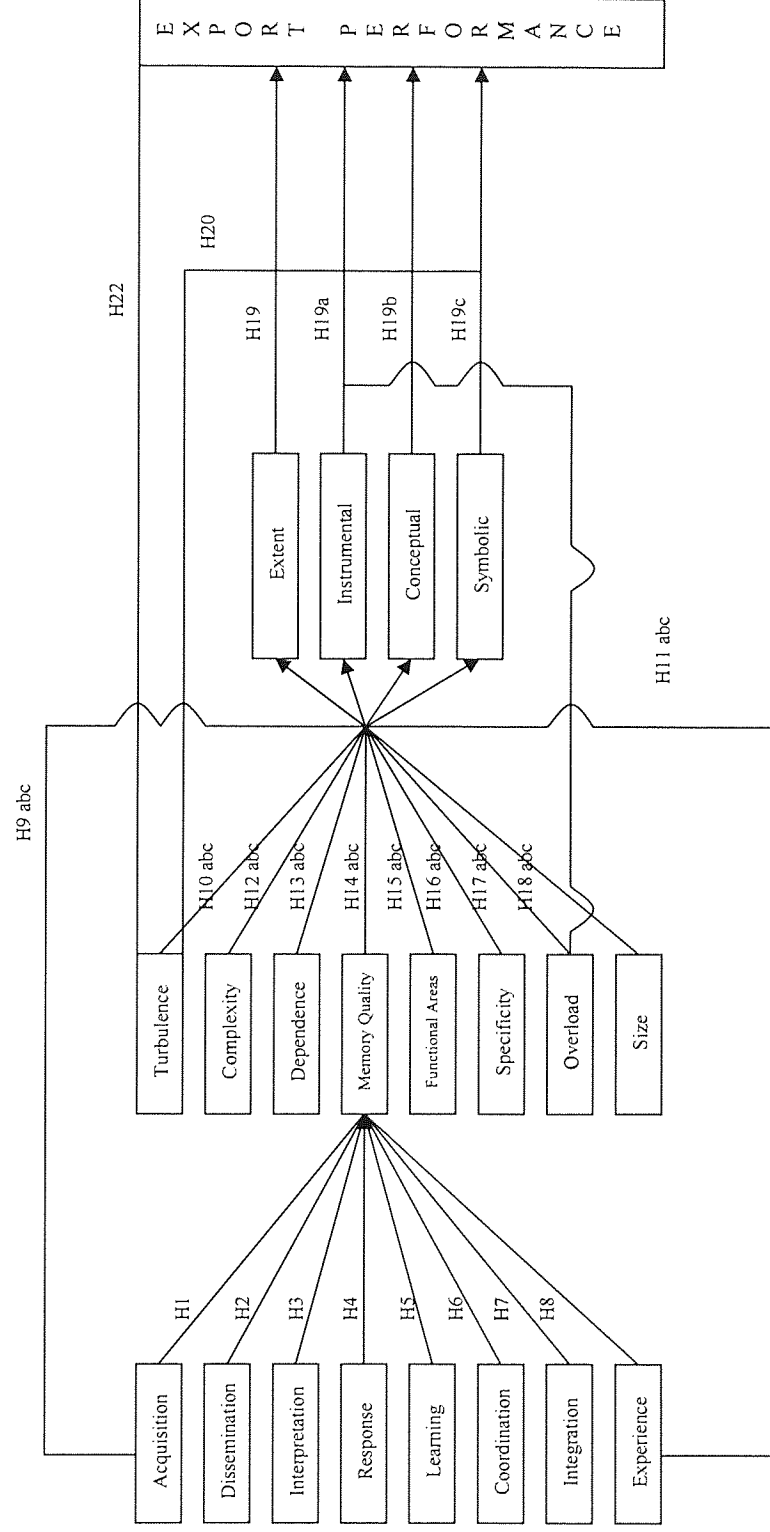 H9 abc
H22
H20
Acquisition
Dissemination
Interpretation
Response
Learning
Coordination
Integration
Experience
H1
H2
H3
H4
H5
H6
H7
H8
Turbulence
Complexity
Dependence
Memory Quality
Functional Areas
Specificity
Overload
Size
H10 abc
H12 abc
H13 abc
H14 abc
H15 abc
H16 abc
H17 abc
H18 abc
H11 abc
Extent
Instrumental
Conceptual
Symbolic
H19
H19a
H19b
H19c
EXPORT PERFORMANCE